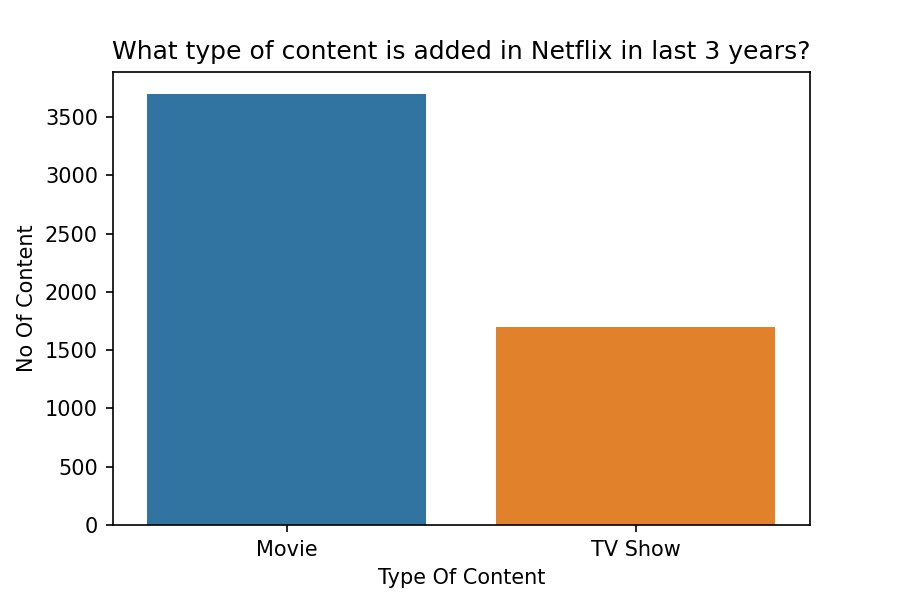 What type of content is added in Netflix in last 3 years?
3500
3000
2500
2000
1500
1000
500
0
No Of Content
Movie
TV Show
Type Of Content